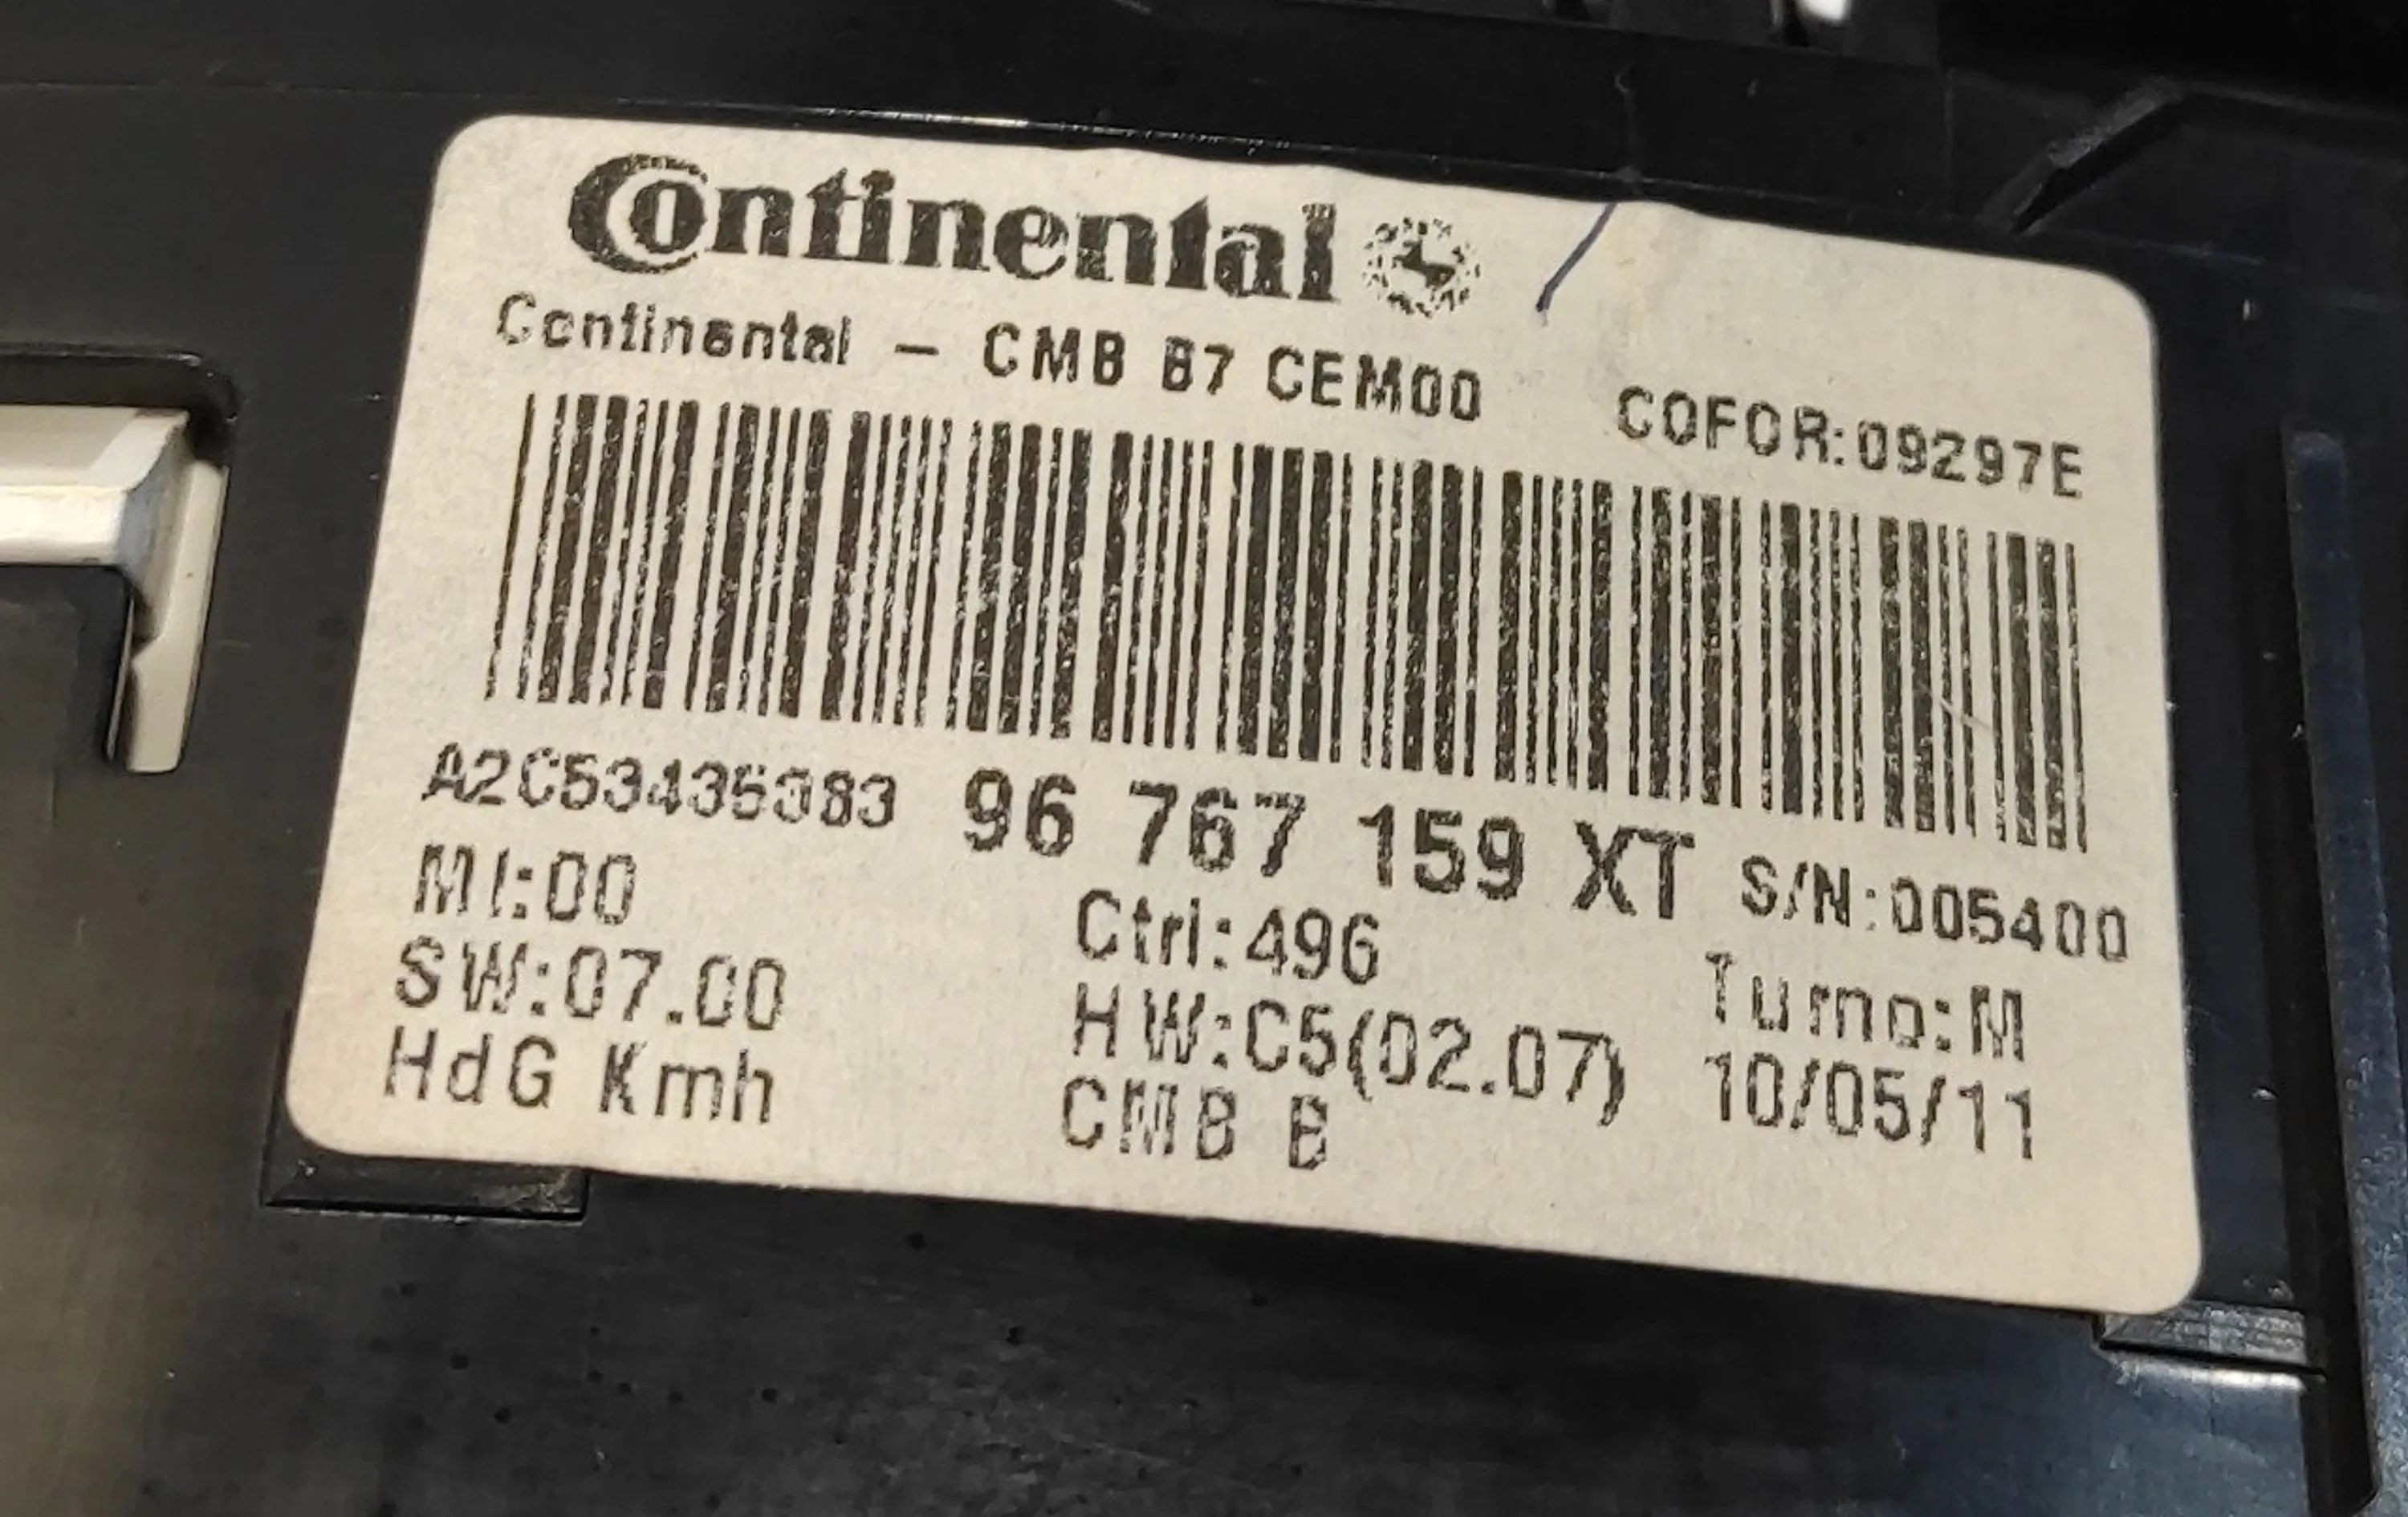 Continental
Continental - CMB B7 CEM00 COFOR:09297E
A2C53435383 96 767 159 XT S/N:005400
MI:00 Ctrl:496 Turno:M
SW:07.00 HW:C5(02.07) 10/05/11
HdG Kmh CMB B